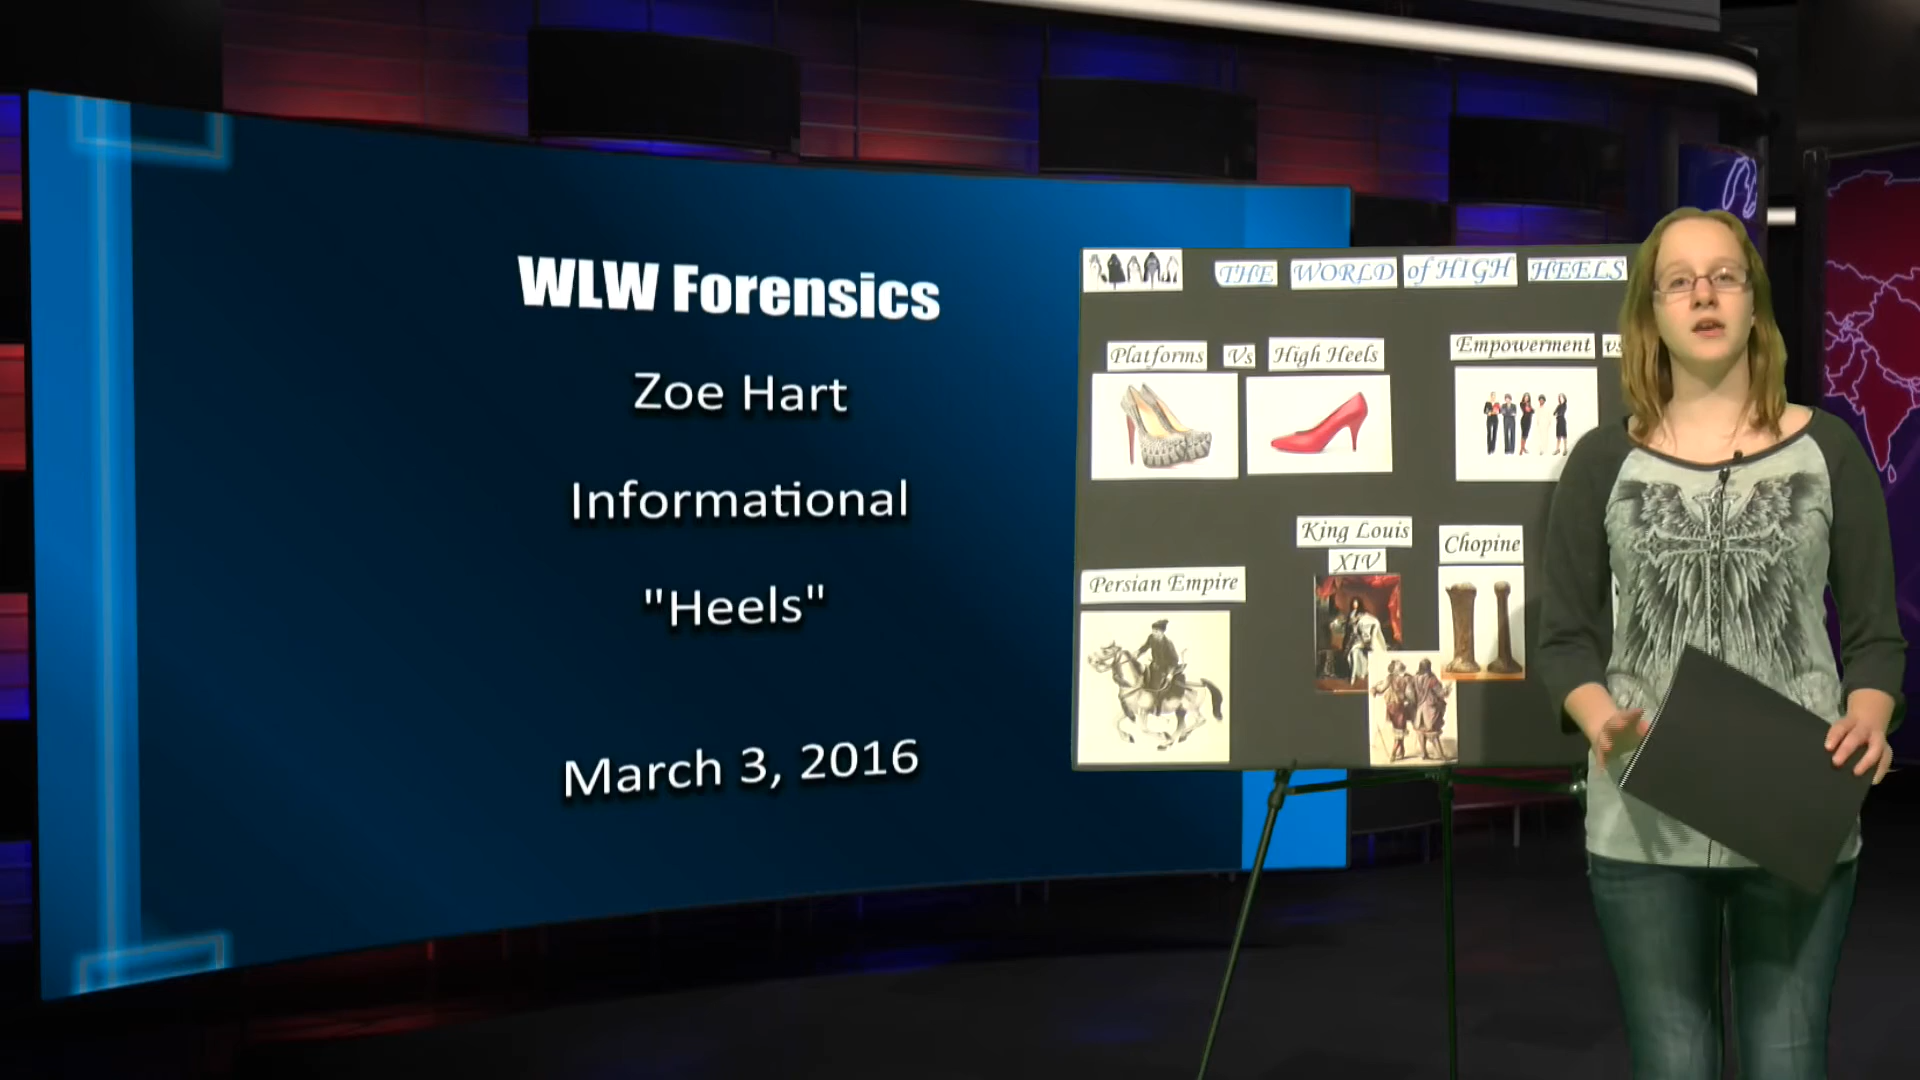 WLW Forensics
Zoe Hart
Informational
"Heels"
March 3, 2016
THE WORLD of HIGH HEELS
Platforms Vs High Heels
Empowerment vs
Persian Empire
King Louis
XIV
Chopine